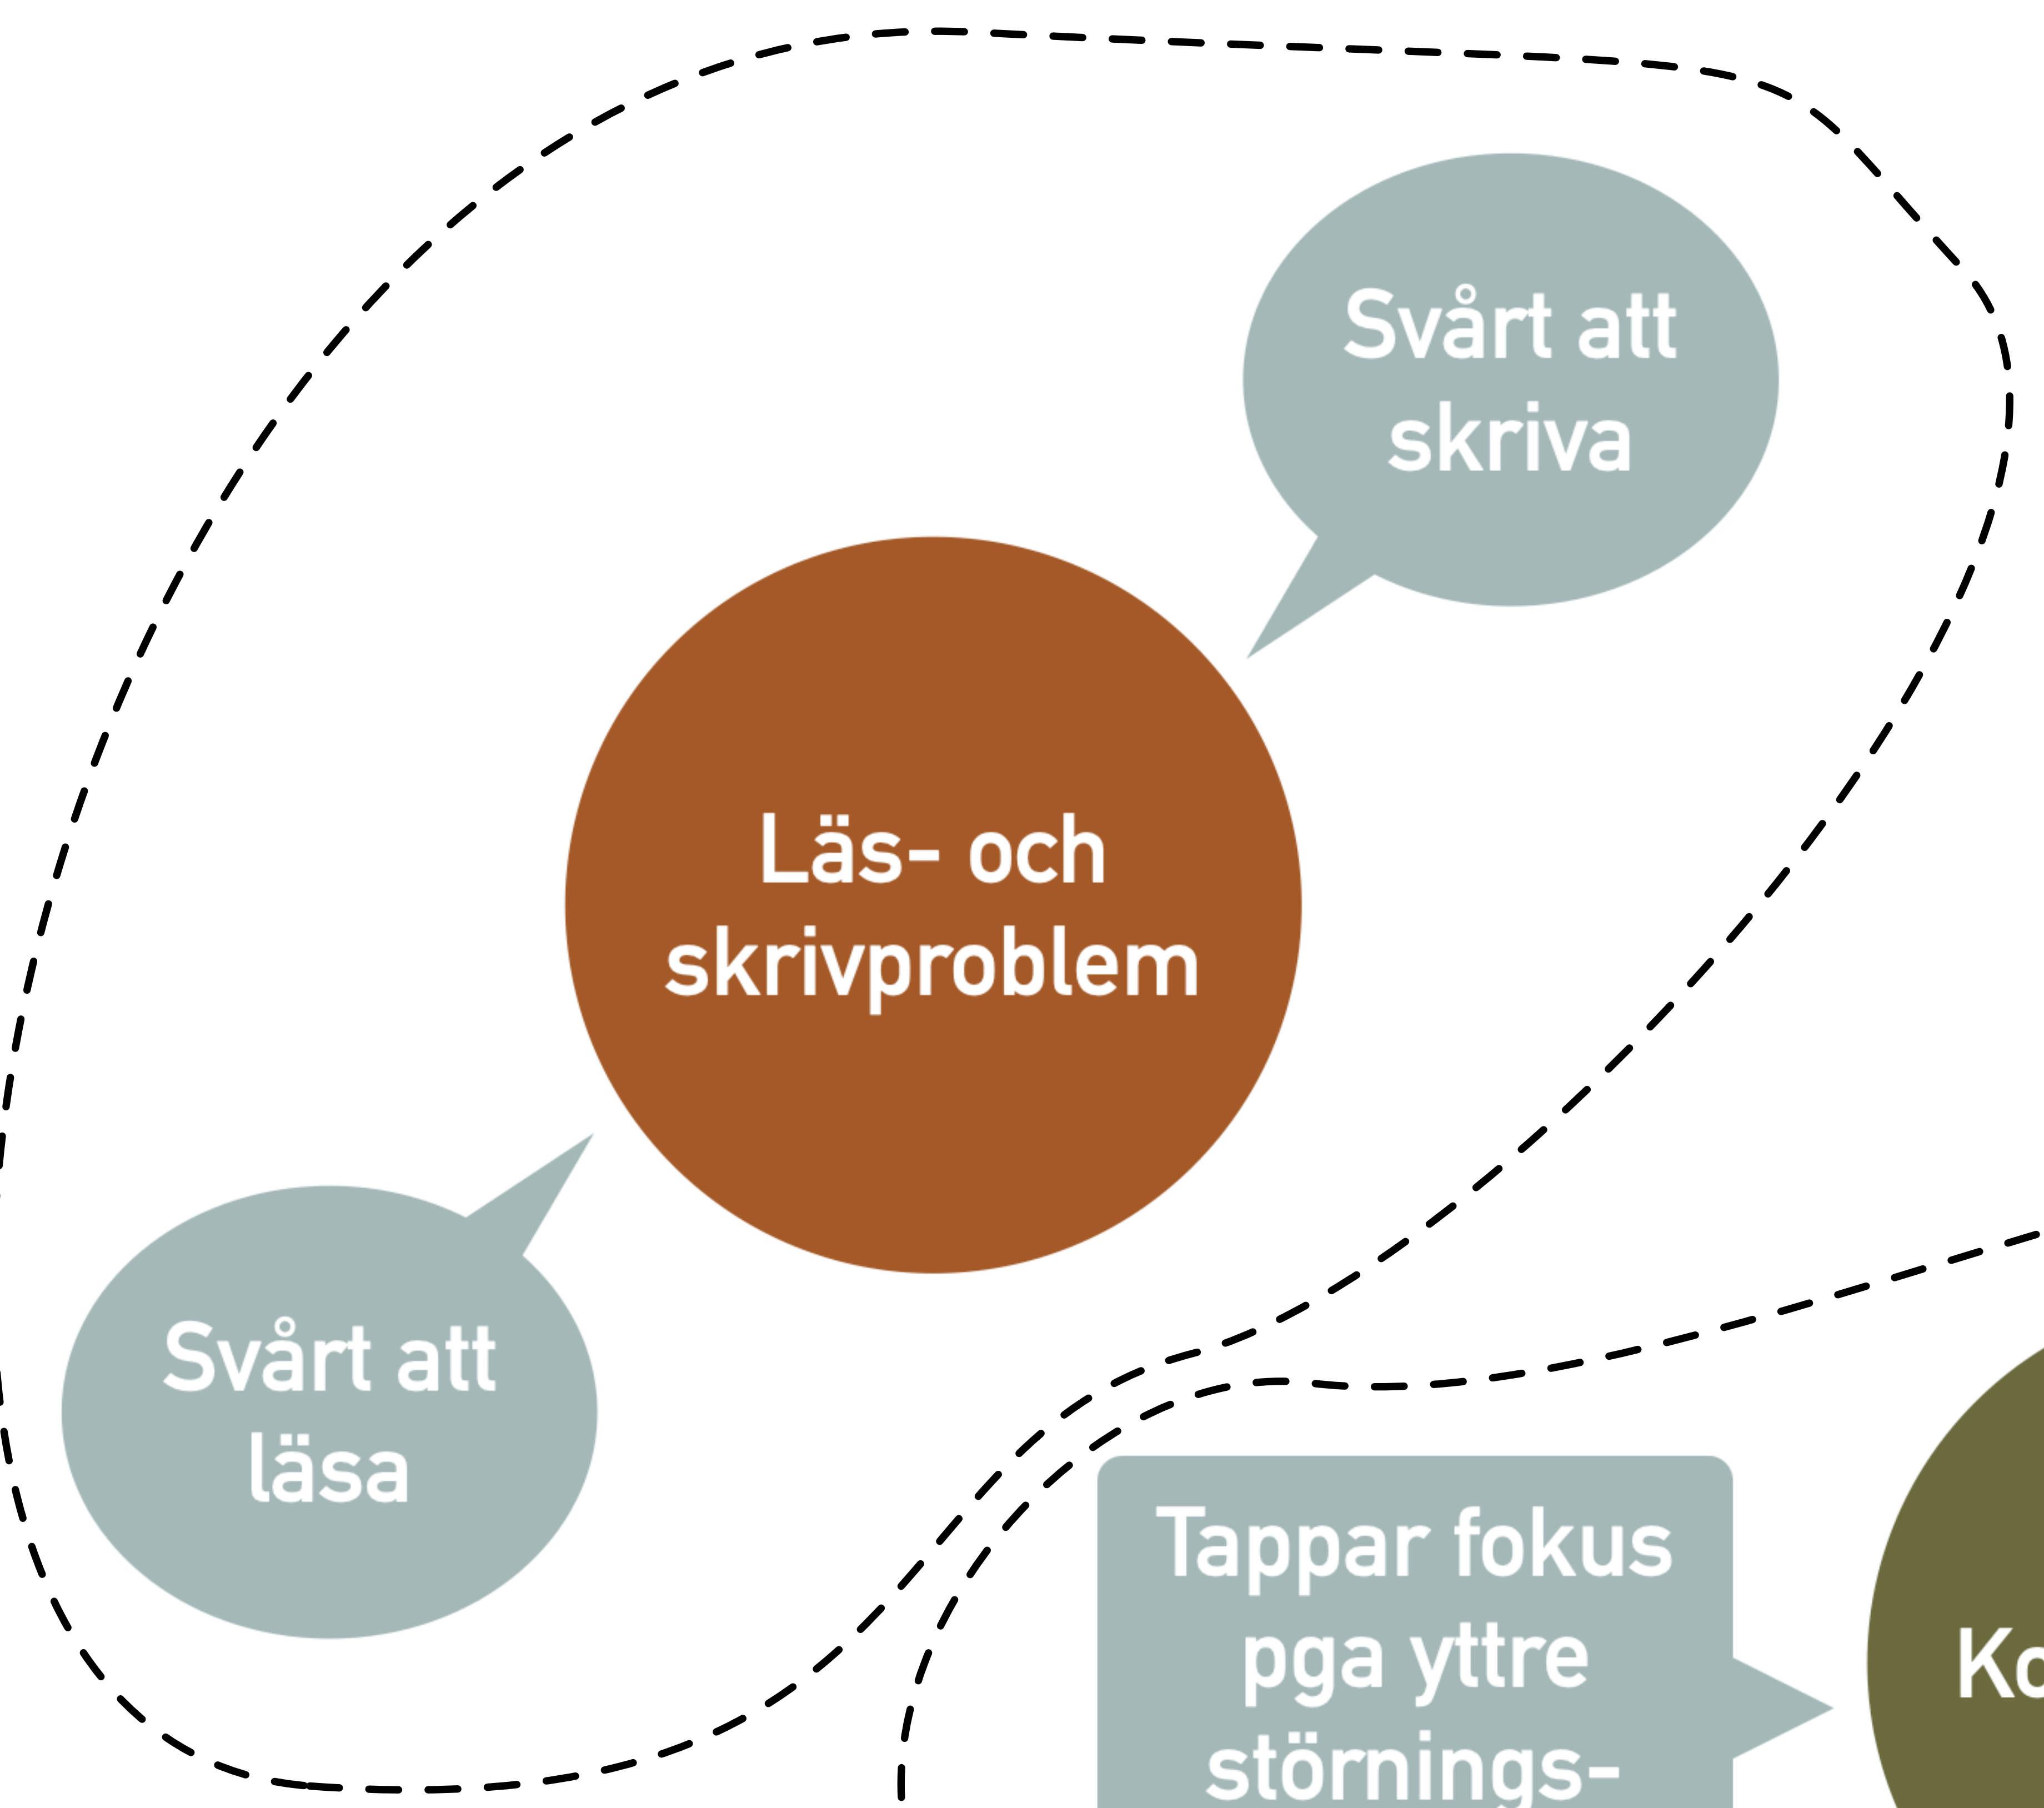 Svårt att
skriva
Läs- och
skrivproblem
Svårt att
läsa
Tappar fokus
pga yttre
störnings-